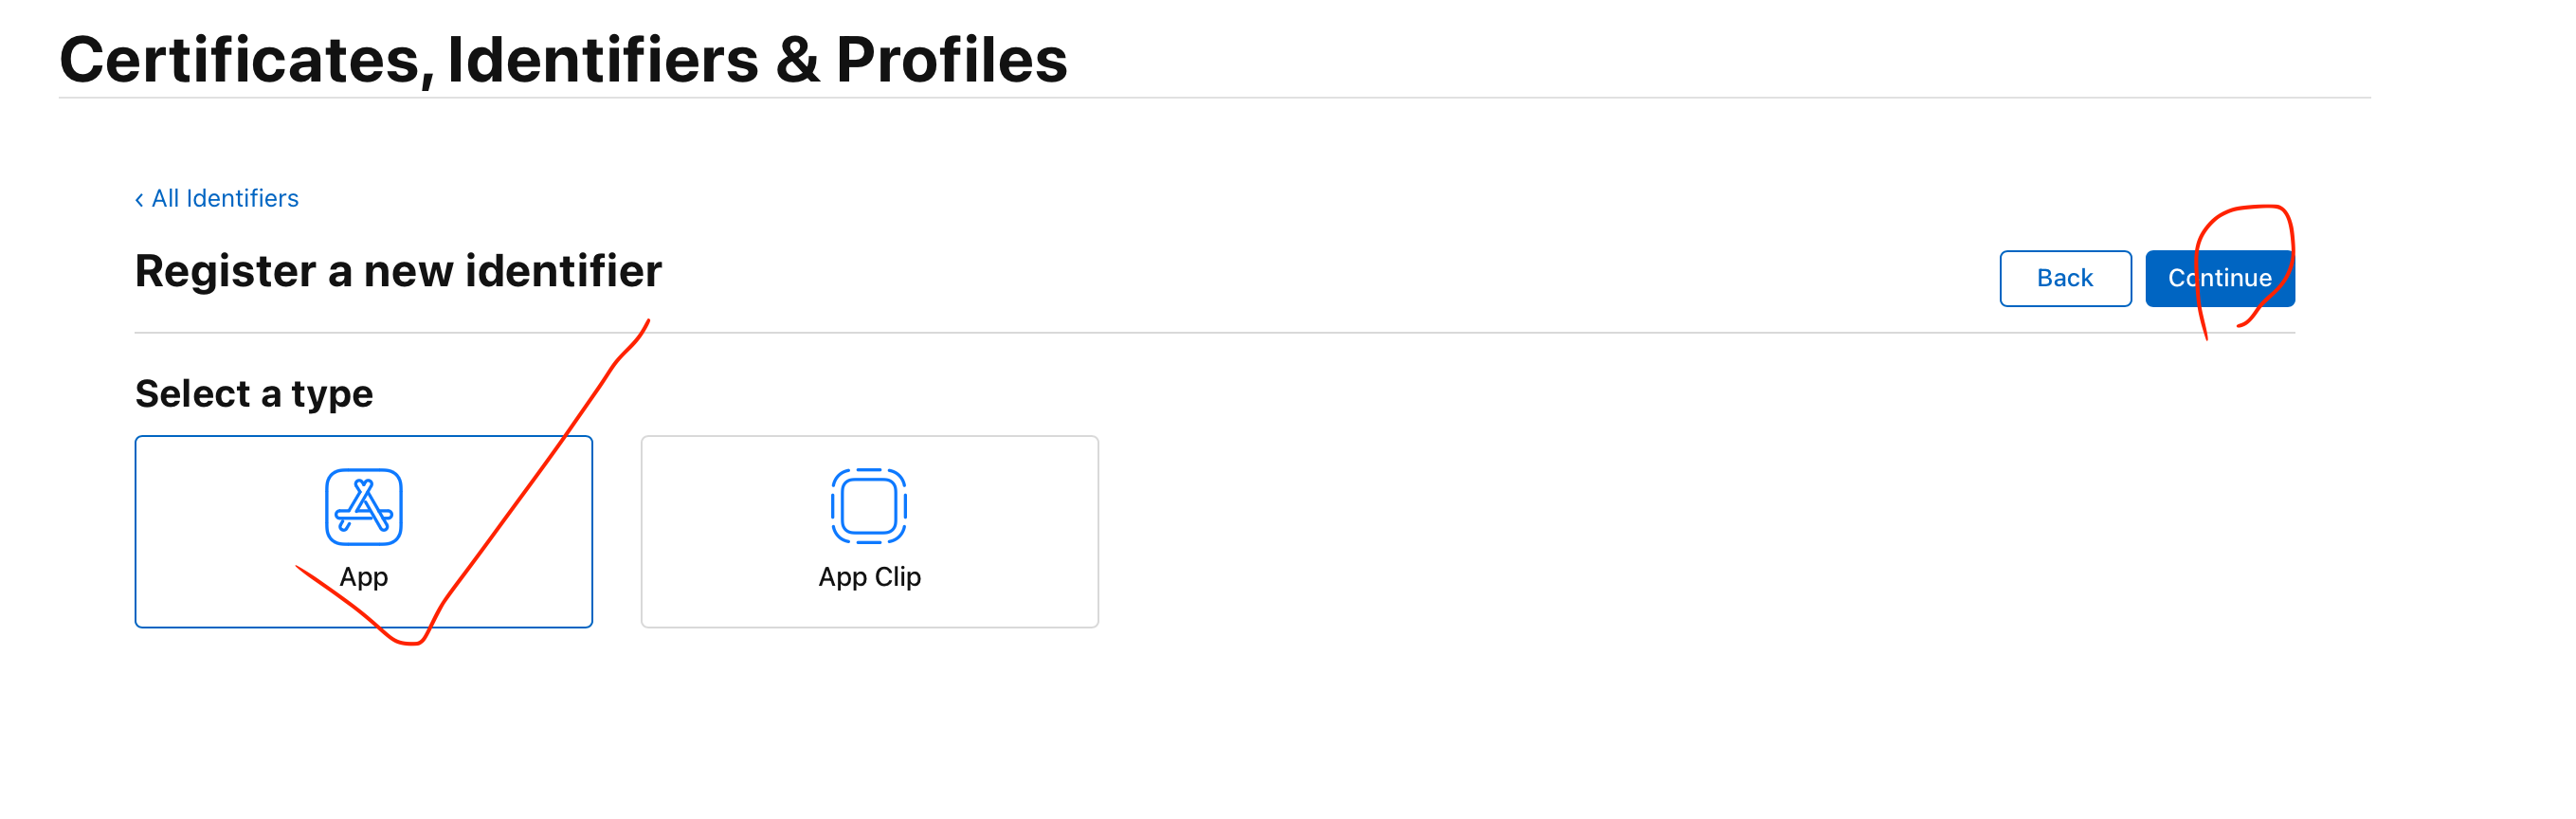 Certificates, Identifiers & Profiles
‹ All Identifiers
Register a new identifier
Back
Continue
Select a type
App
App Clip